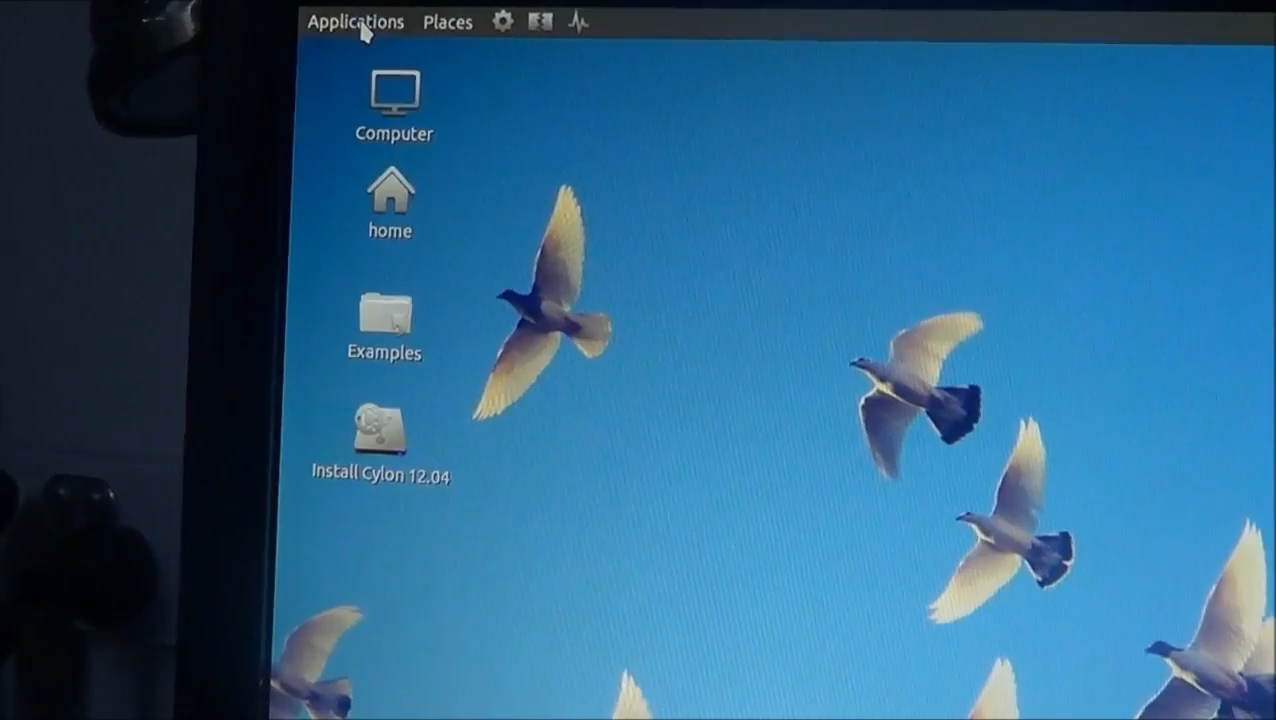 Applications Places
Computer
home
Examples
Install Cylon 12.04